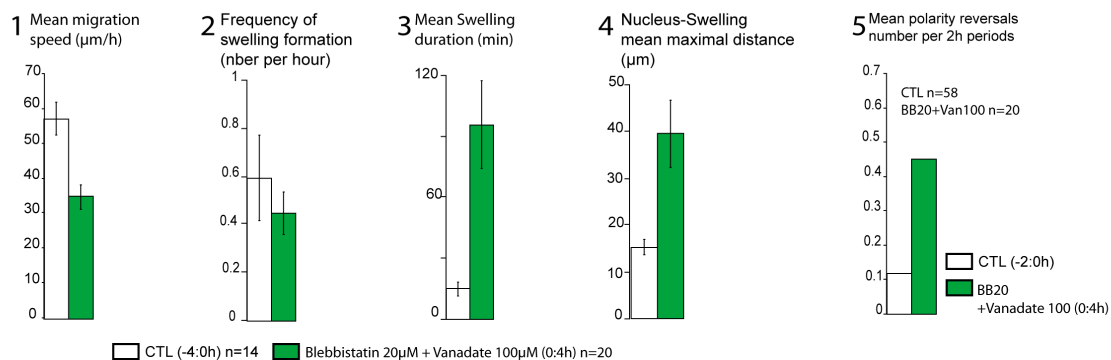 1 Mean migration
speed (μm/h)
70
60
50
40
30
20
10
0
2 Frequency of
swelling formation
(nber per hour)
1
0.8
0.6
0.4
0.2
0
3 Mean Swelling
duration (min)
120
60
0
4 Nucleus-Swelling
mean maximal distance
(μm)
50
40
30
20
10
0
5 Mean polarity reversals
number per 2h periods
0.7
0.6
0.5
0.4
0.3
0.2
0.1
0
CTL n=58
BB20+Van100 n=20
CTL (-2:0h)
BB20
+Vanadate 100 (0:4h)
CTL (-4:0h) n=14
Blebbistatin 20μM + Vanadate 100μM (0:4h) n=20